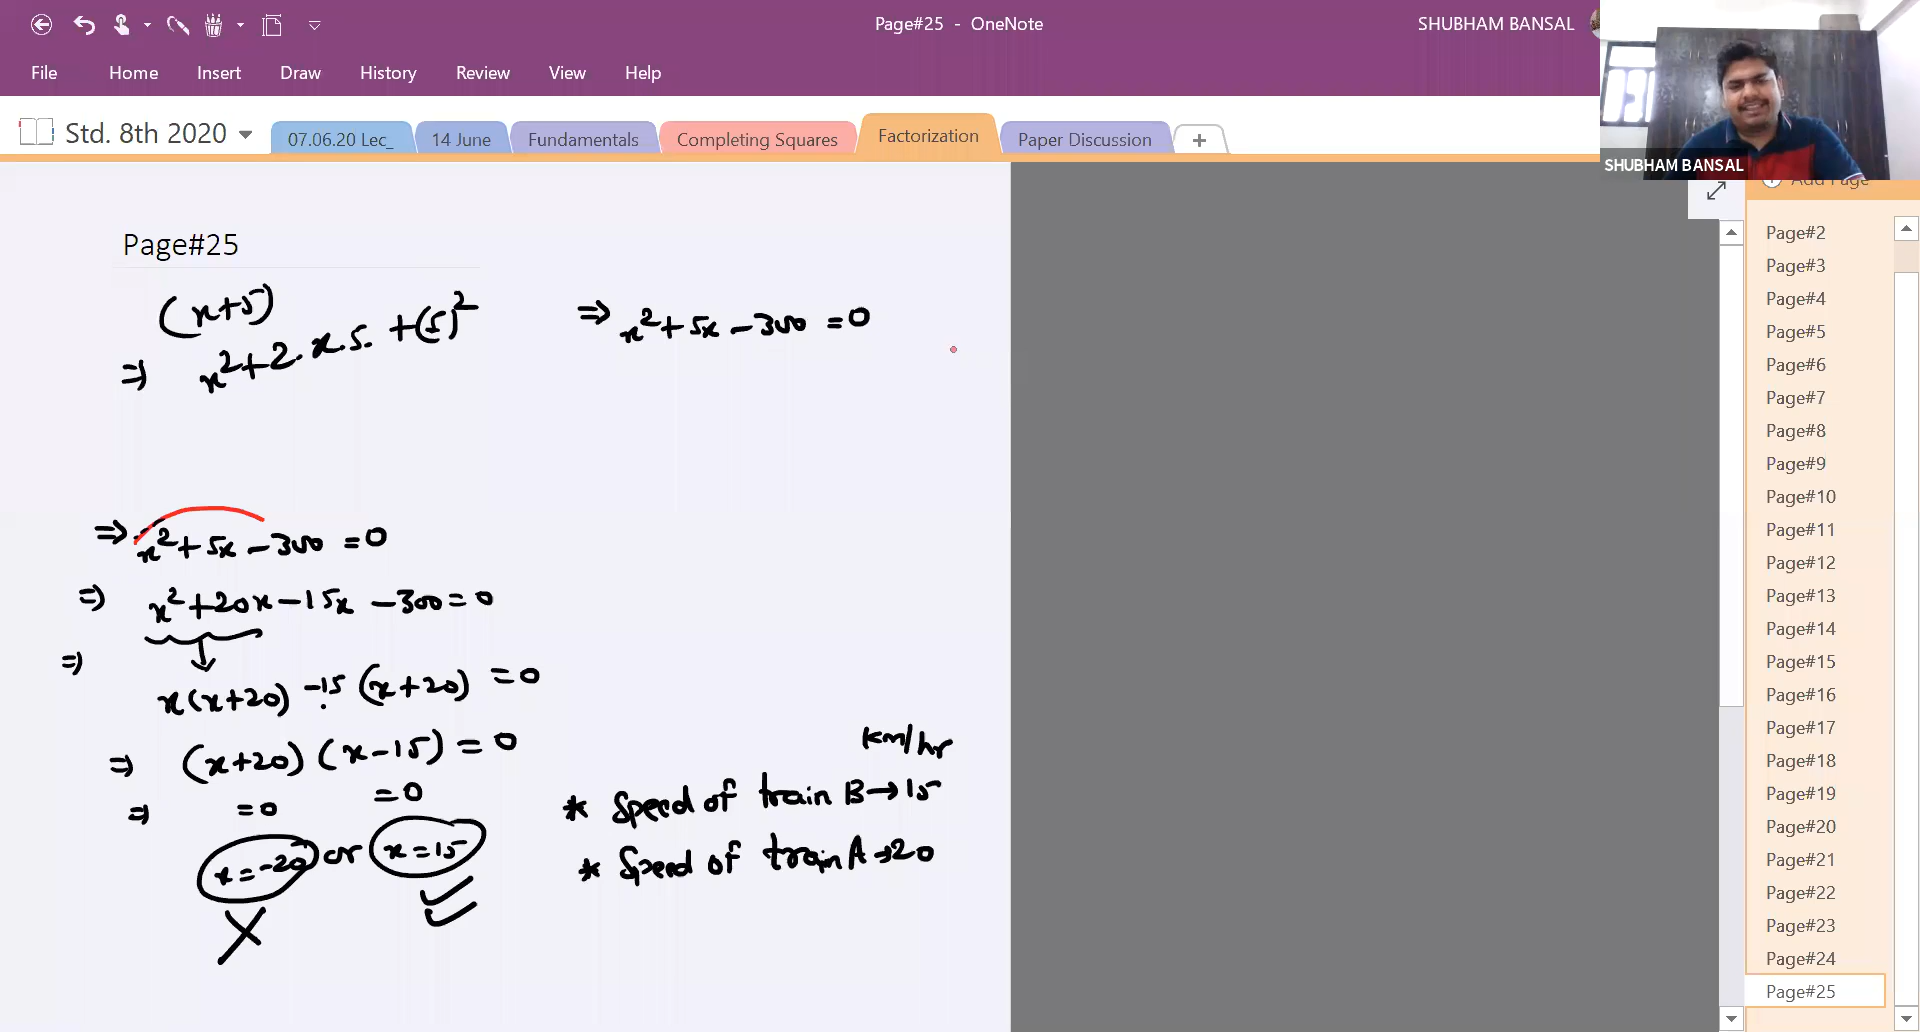 Page#25 - OneNote
SHUBHAM BANSAL
File Home Insert Draw History Review View Help
Std. 8th 2020
07.06.20 Lec_
14 June
Fundamentals
Completing Squares
Factorization
Paper Discussion
+
SHUBHAM BANSAL
Add Page
Page#25
(x+5)
⇒ x²+2.x.5. +(5)²
⇒ x²+5x-300 =0
⇒ x²+5x-300 =0
⇒ x²+20x-15x-300=0
⇒
x(x+20) -15 (x+20) =0
⇒ (x+20) (x-15) = 0
⇒ =0 =0
x=-20 or x=15
km/hr
* Speed of train B→15
* Speed of train A→20
Page#2
Page#3
Page#4
Page#5
Page#6
Page#7
Page#8
Page#9
Page#10
Page#11
Page#12
Page#13
Page#14
Page#15
Page#16
Page#17
Page#18
Page#19
Page#20
Page#21
Page#22
Page#23
Page#24
Page#25